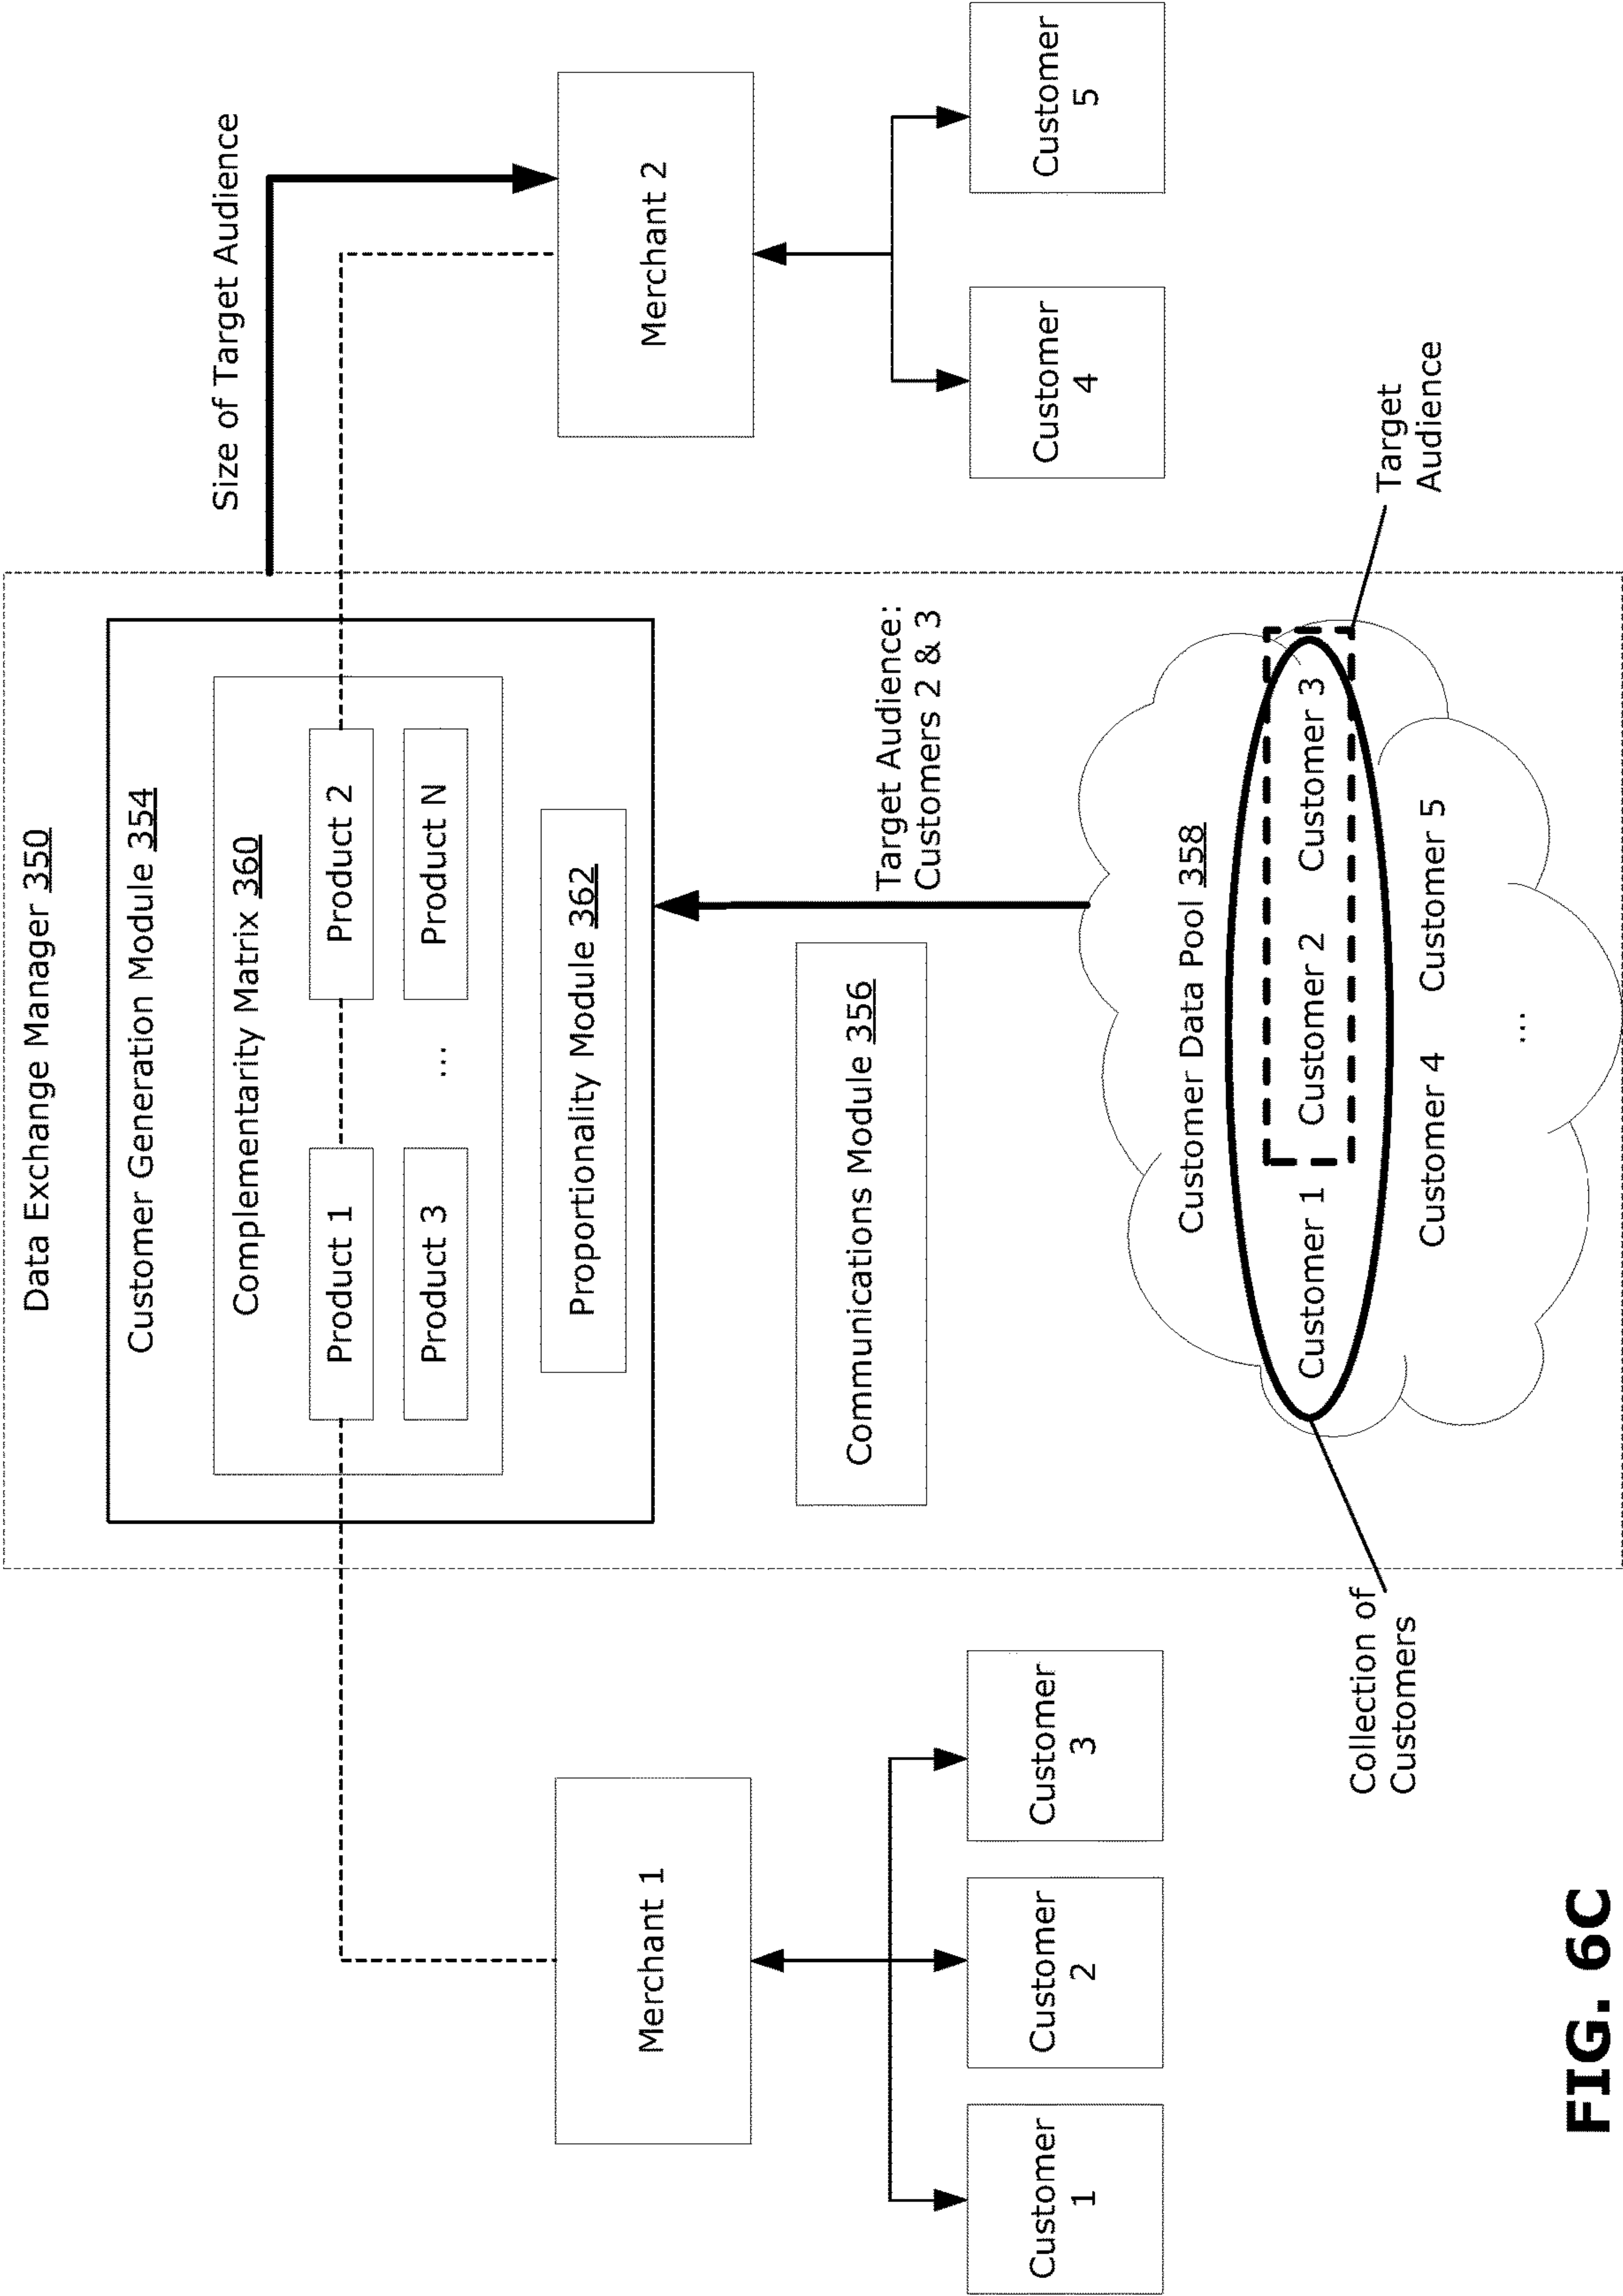 Data Exchange Manager 350
Size of Target Audience
Customer Generation Module 354
Complementarity Matrix 360
Product 1
Product 2
Product 3
...
Product N
Proportionality Module 362
Merchant 1
Merchant 2
Communications Module 356
Target Audience:
Customers 2 & 3
Customer
1
Customer
2
Customer
3
Customer
4
Customer
5
Customer Data Pool 358
Customer 1
Customer 2
Customer 3
Customer 4
Customer 5
...
Collection of
Customers
Target
Audience
FIG. 6C